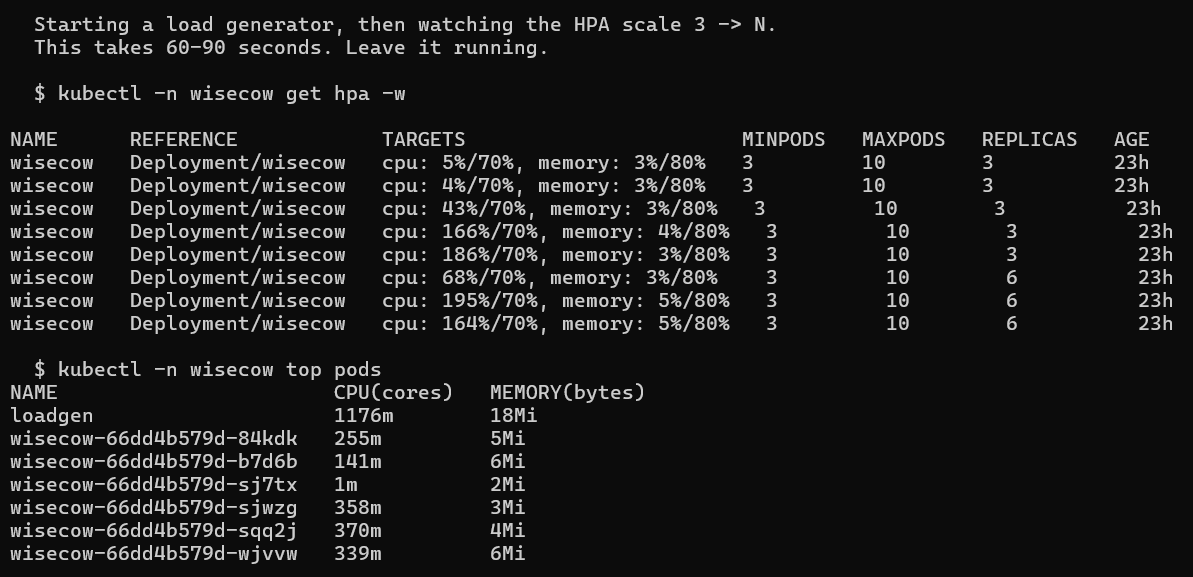 Starting a load generator, then watching the HPA scale 3 -> N.
This takes 60-90 seconds. Leave it running.
$ kubectl -n wisecow get hpa -w
NAME      REFERENCE            TARGETS                       MINPODS   MAXPODS   REPLICAS   AGE
wisecow   Deployment/wisecow   cpu: 5%/70%, memory: 3%/80%   3         10        3          23h
wisecow   Deployment/wisecow   cpu: 4%/70%, memory: 3%/80%   3         10        3          23h
wisecow   Deployment/wisecow   cpu: 43%/70%, memory: 3%/80%   3         10        3          23h
wisecow   Deployment/wisecow   cpu: 166%/70%, memory: 4%/80%   3         10        3          23h
wisecow   Deployment/wisecow   cpu: 186%/70%, memory: 3%/80%   3         10        3          23h
wisecow   Deployment/wisecow   cpu: 68%/70%, memory: 3%/80%    3         10        6          23h
wisecow   Deployment/wisecow   cpu: 195%/70%, memory: 5%/80%   3         10        6          23h
wisecow   Deployment/wisecow   cpu: 164%/70%, memory: 5%/80%   3         10        6          23h
$ kubectl -n wisecow top pods
NAME                       CPU(cores)   MEMORY(bytes)
loadgen                    1176m        18Mi
wisecow-66dd4b579d-84kdk   255m         5Mi
wisecow-66dd4b579d-b7d6b   141m         6Mi
wisecow-66dd4b579d-sj7tx   1m           2Mi
wisecow-66dd4b579d-sjwzg   358m         3Mi
wisecow-66dd4b579d-sqq2j   370m         4Mi
wisecow-66dd4b579d-wjvvw   339m         6Mi